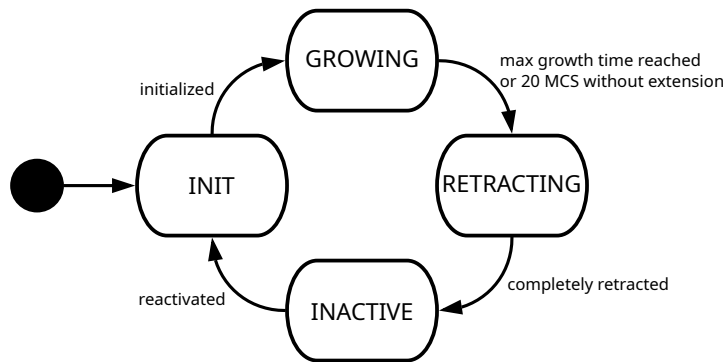 GROWING
max growth time reached
or 20 MCS without extension
initialized
INIT
RETRACTING
completely retracted
reactivated
INACTIVE